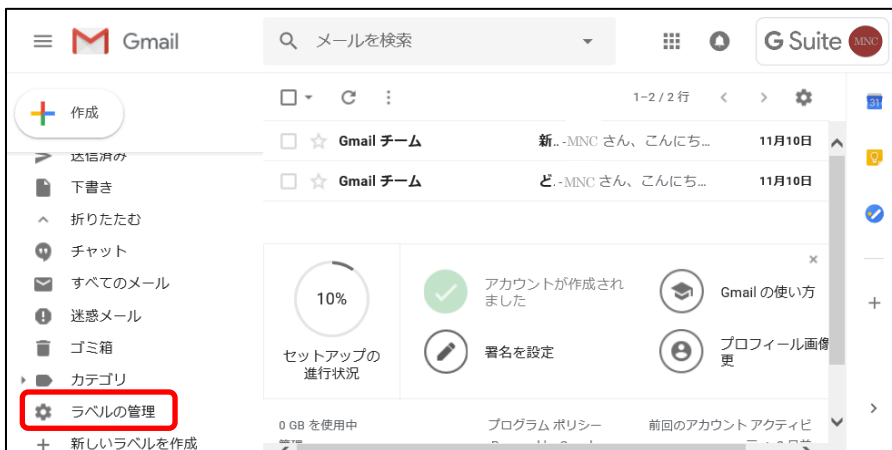 Gmail
メールを検索
G Suite
MNC
作成
1-2 / 2 行
31
送信済み
Gmail チーム
新.. -MNC さん、こんにち...
11月10日
下書き
Gmail チーム
ど. -MNC さん、こんにち...
11月10日
折りたたむ
チャット
すべてのメール
迷惑メール
ゴミ箱
カテゴリ
ラベルの管理
新しいラベルを作成
10%
セットアップの
進行状況
アカウントが作成され
ました
Gmail の使い方
署名を設定
プロフィール画像
更
0 GB を使用中
プログラム ポリシー
前回のアカウント アクティビ